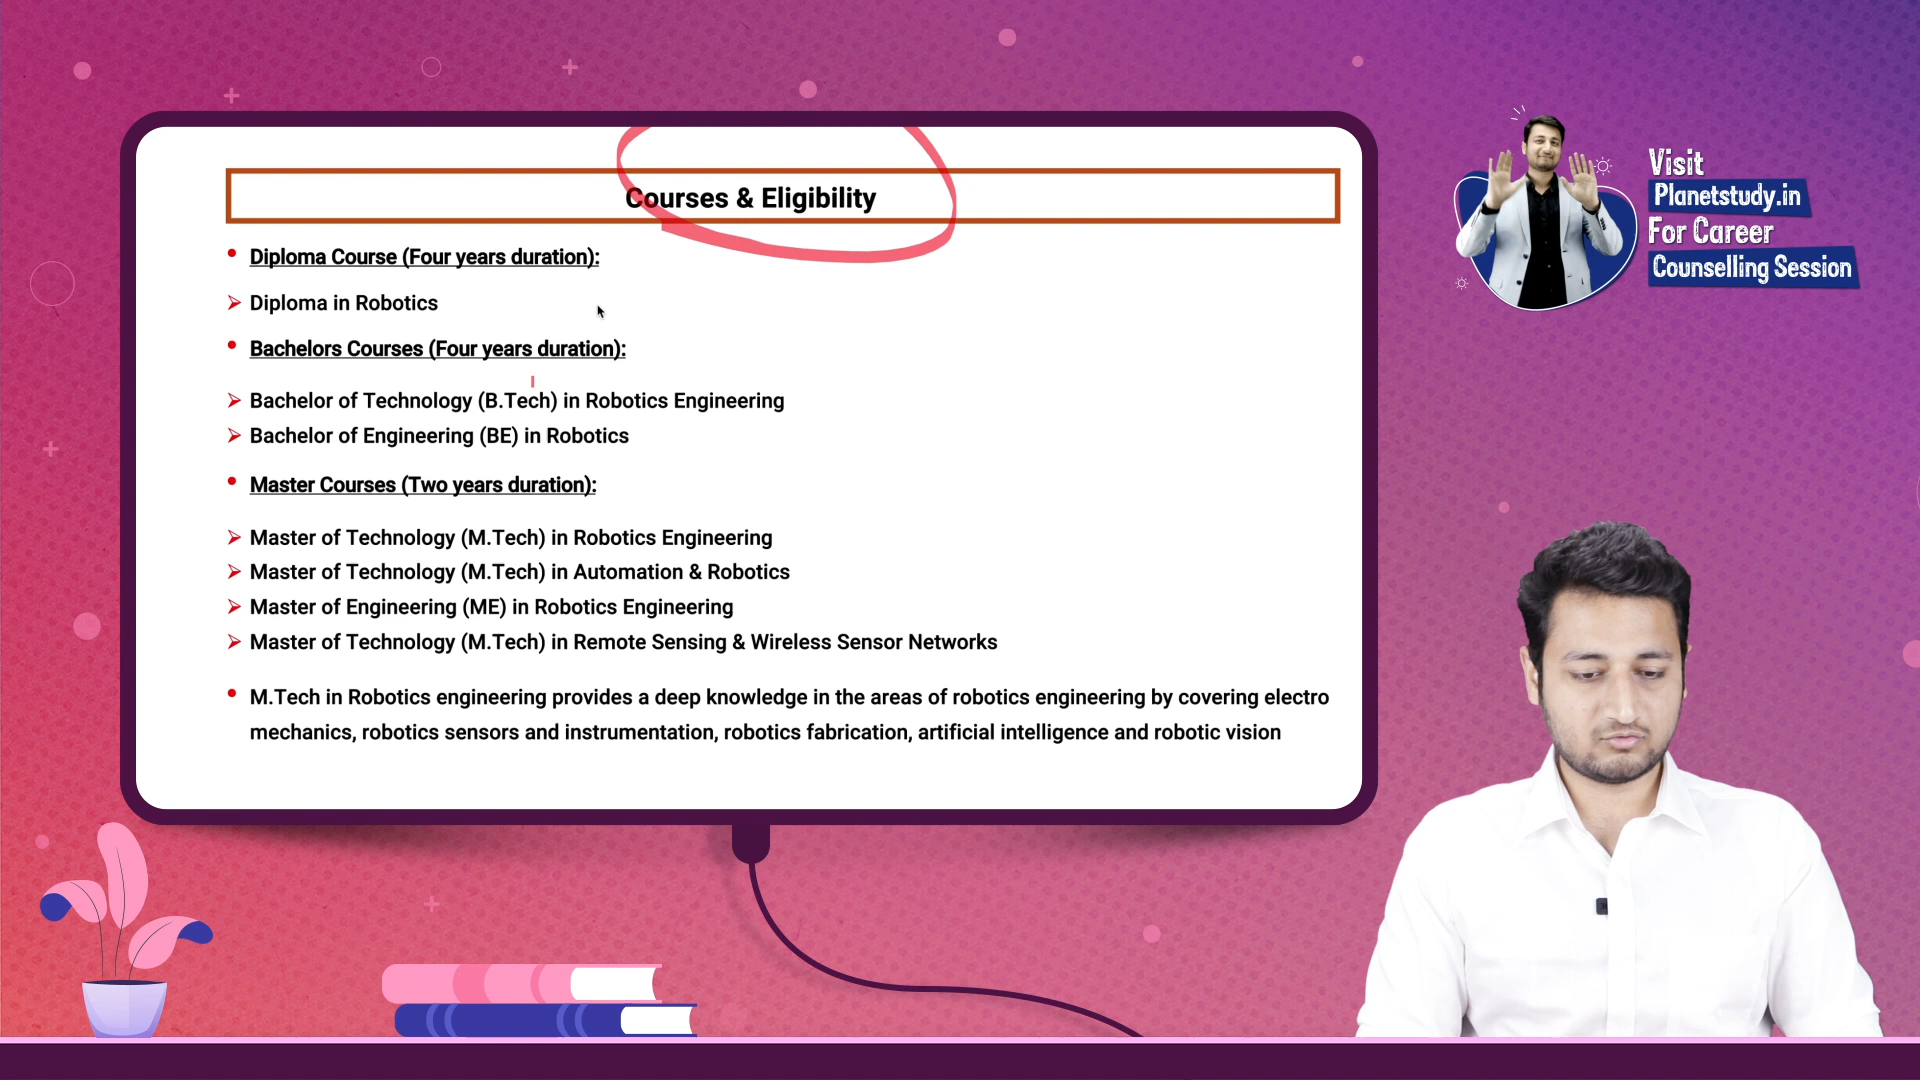 Courses & Eligibility
Diploma Course (Four years duration):
Diploma in Robotics
Bachelors Courses (Four years duration):
Bachelor of Technology (B.Tech) in Robotics Engineering
Bachelor of Engineering (BE) in Robotics
Master Courses (Two years duration):
Master of Technology (M.Tech) in Robotics Engineering
Master of Technology (M.Tech) in Automation & Robotics
Master of Engineering (ME) in Robotics Engineering
Master of Technology (M.Tech) in Remote Sensing & Wireless Sensor Networks
M.Tech in Robotics engineering provides a deep knowledge in the areas of robotics engineering by covering electro
mechanics, robotics sensors and instrumentation, robotics fabrication, artificial intelligence and robotic vision
Visit
Planetstudy.in
For Career
Counselling Session